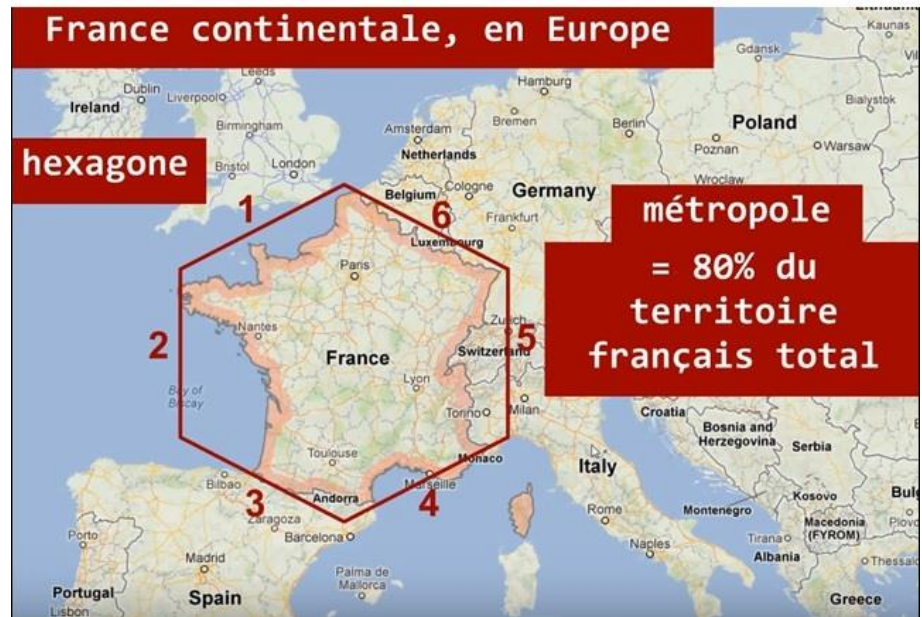 France continentale, en Europe
hexagone
métropole
= 80% du
territoire
français total
1
2
3
4
5
6
Ireland
Dublin
Leeds
Liverpool
Birmingham
Bristol
London
Amsterdam
Netherlands
Hamburg
Bremen
Berlin
Gdansk
Kaunas
Bialystok
Poland
Poznan
Warsaw
Wroclaw
Germany
Cologne
Belgium
Frankfurt
Luxembourg
Paris
Nantes
France
Zurich
Switzerland
Lyon
Bay of
Biscay
Torino
Milan
Toulouse
Monaco
Marseille
Andorra
Bilbao
Zaragoza
Barcelona
Porto
Madrid
Portugal
Lisbon
Spain
Palma de
Mallorca
Italy
Rome
Naples
Croatia
Bosnia and
Herzegovina
Serbia
Montenegro
Kosovo
Macedonia
(FYROM)
Tirana
Albania
Greece